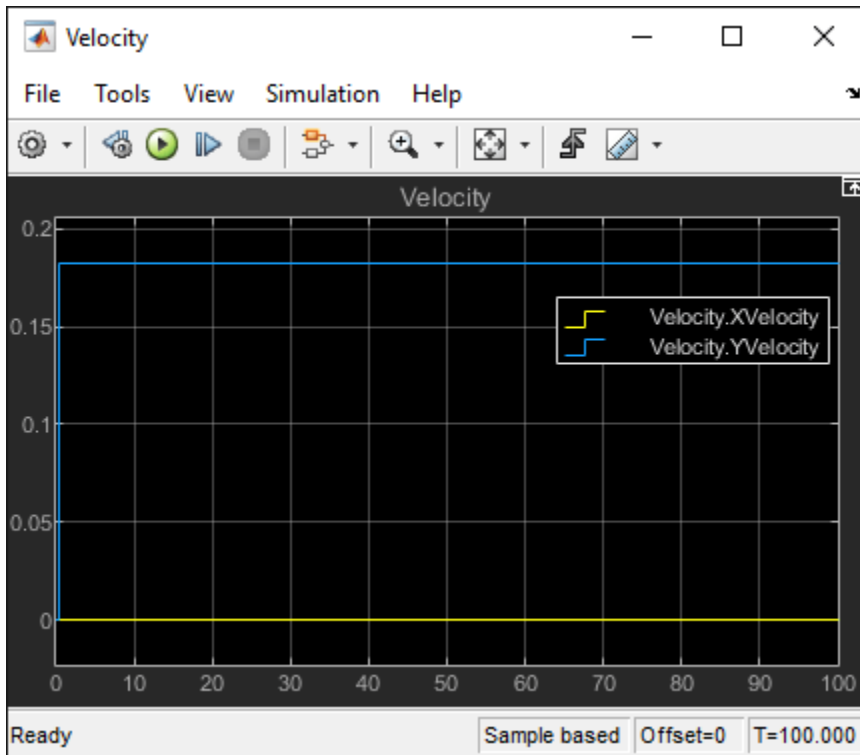 Velocity
File Tools View Simulation Help
Velocity
0.2
0.15
0.1
0.05
0
Velocity.XVelocity
Velocity.YVelocity
0 10 20 30 40 50 60 70 80 90 100
Ready Sample based Offset=0 T=100.000